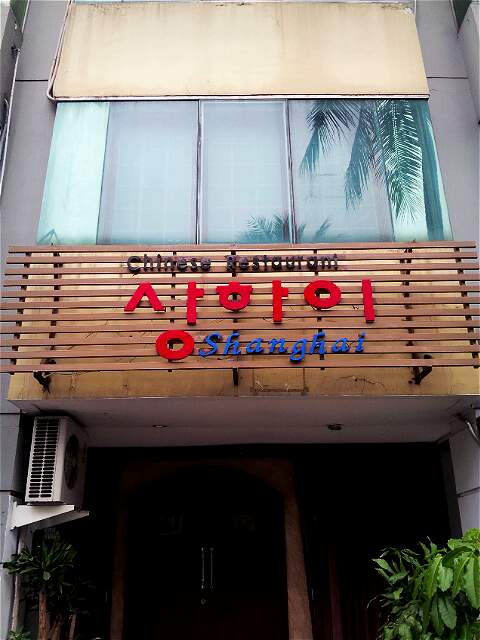 Chinese Restaurant
상하이
Shanghai